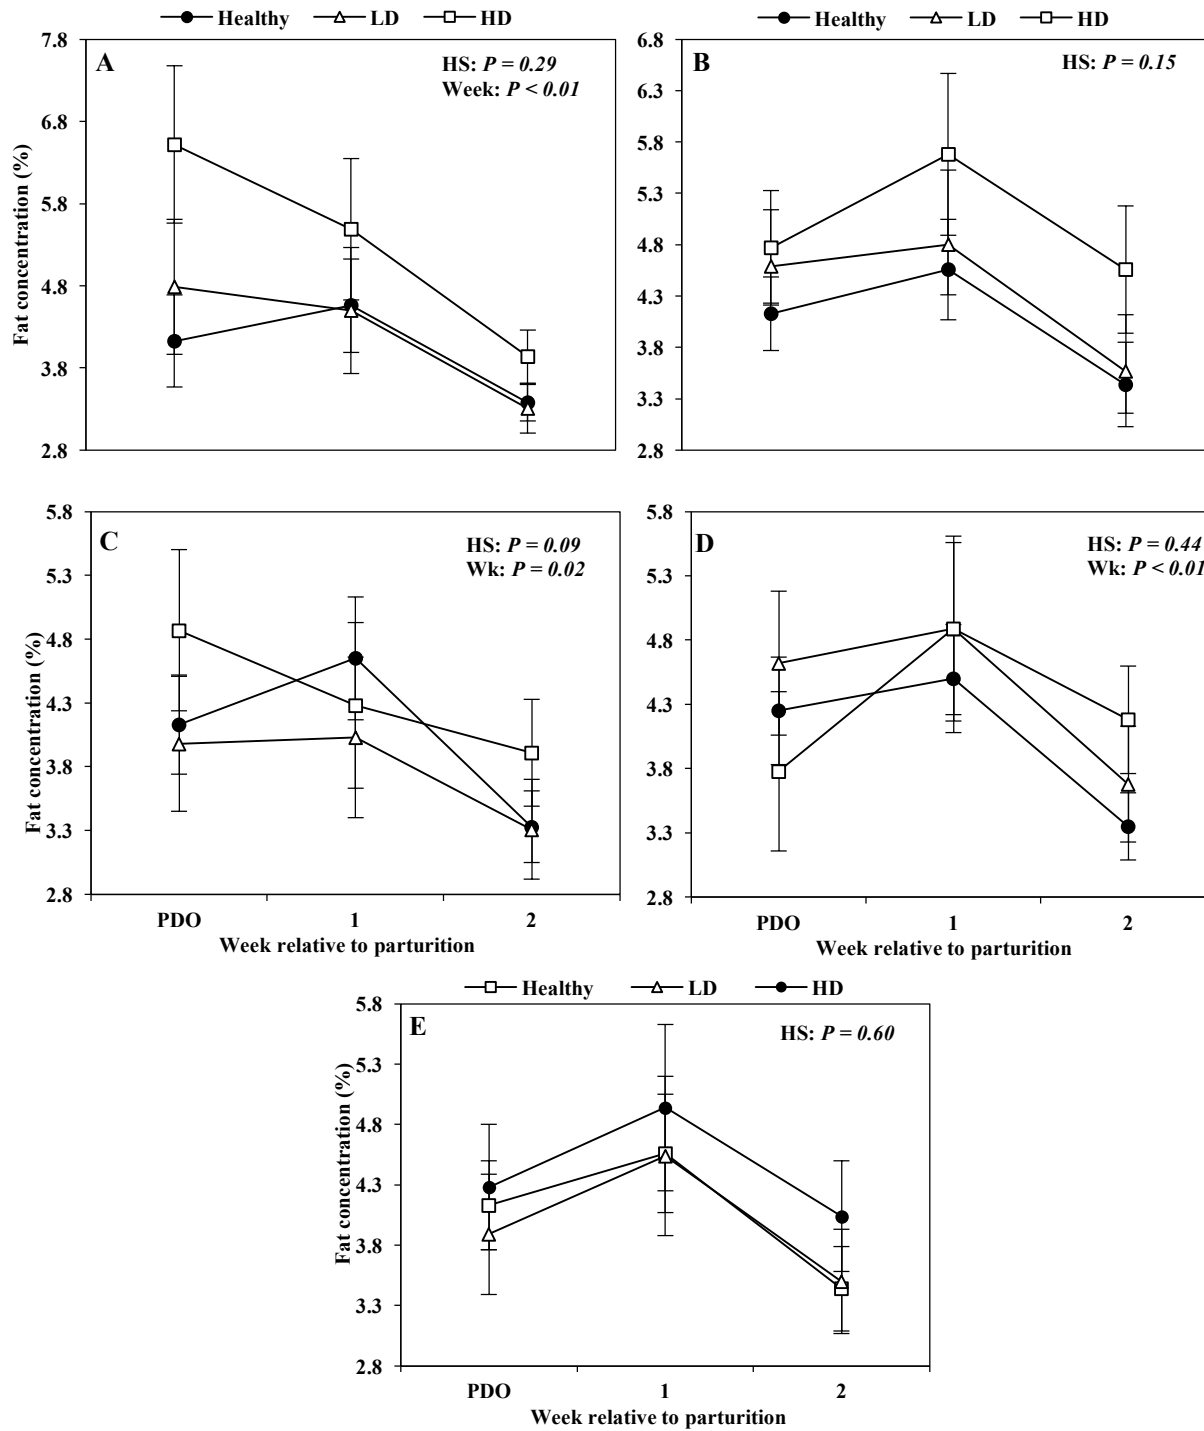 Healthy LD HD
Healthy LD HD
A
HS: P = 0.29
Week: P < 0.01
7.8
6.8
5.8
4.8
3.8
2.8
Fat concentration (%)
B
HS: P = 0.15
6.8
6.3
5.8
5.3
4.8
4.3
3.8
3.3
2.8
C
HS: P = 0.09
Wk: P = 0.02
5.8
5.3
4.8
4.3
3.8
3.3
2.8
Fat concentration (%)
PDO 1 2
Week relative to parturition
D
HS: P = 0.44
Wk: P < 0.01
5.8
5.3
4.8
4.3
3.8
3.3
2.8
PDO 1 2
Week relative to parturition
Healthy LD HD
E
HS: P = 0.60
5.8
5.3
4.8
4.3
3.8
3.3
2.8
Fat concentration (%)
PDO 1 2
Week relative to parturition